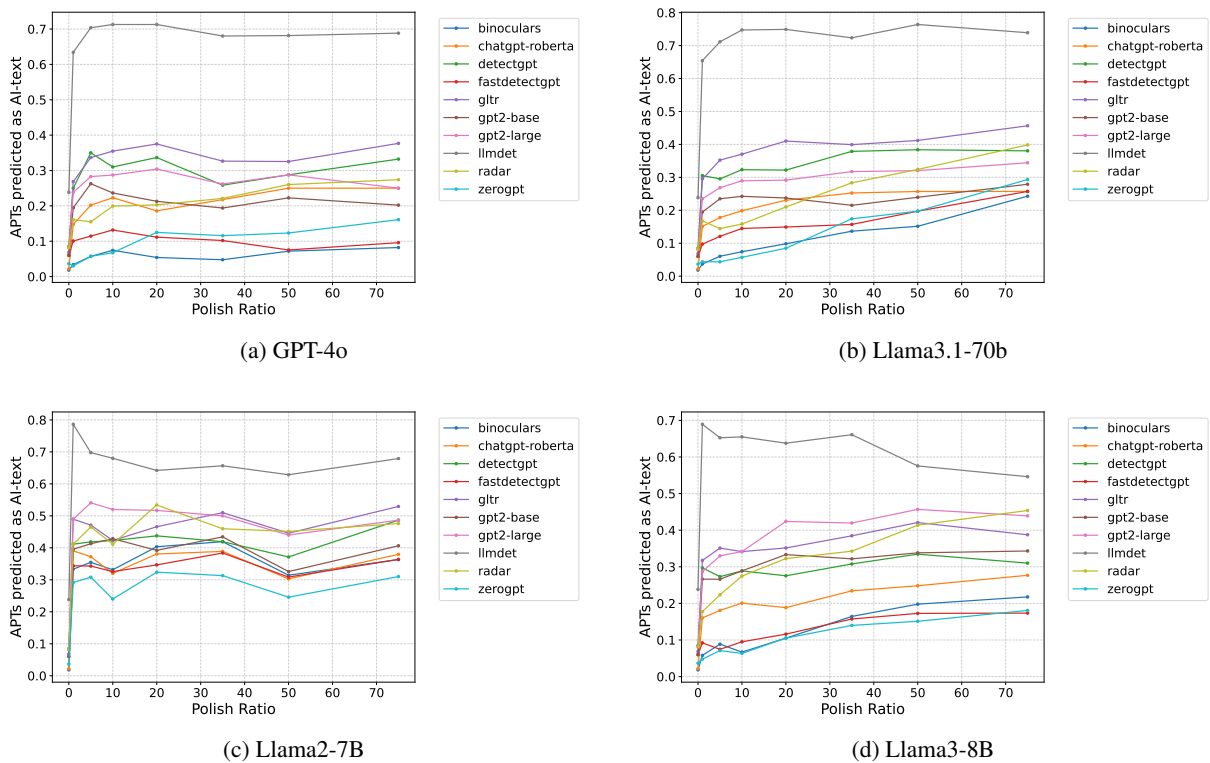 0.7
0.6
0.5
0.4
0.3
0.2
0.1
0.0
APTs predicted as AI-text
0 10 20 30 40 50 60 70
Polish Ratio
binoculars
chatgpt-roberta
detectgpt
fastdetectgpt
gltr
gpt2-base
gpt2-large
llmdet
radar
zerogpt
(a) GPT-4o
0.8
0.7
0.6
0.5
0.4
0.3
0.2
0.1
0.0
APTs predicted as AI-text
0 10 20 30 40 50 60 70
Polish Ratio
binoculars
chatgpt-roberta
detectgpt
fastdetectgpt
gltr
gpt2-base
gpt2-large
llmdet
radar
zerogpt
(b) Llama3.1-70b
0.8
0.7
0.6
0.5
0.4
0.3
0.2
0.1
0.0
APTs predicted as AI-text
0 10 20 30 40 50 60 70
Polish Ratio
binoculars
chatgpt-roberta
detectgpt
fastdetectgpt
gltr
gpt2-base
gpt2-large
llmdet
radar
zerogpt
(c) Llama2-7B
0.7
0.6
0.5
0.4
0.3
0.2
0.1
0.0
APTs predicted as AI-text
0 10 20 30 40 50 60 70
Polish Ratio
binoculars
chatgpt-roberta
detectgpt
fastdetectgpt
gltr
gpt2-base
gpt2-large
llmdet
radar
zerogpt
(d) Llama3-8B